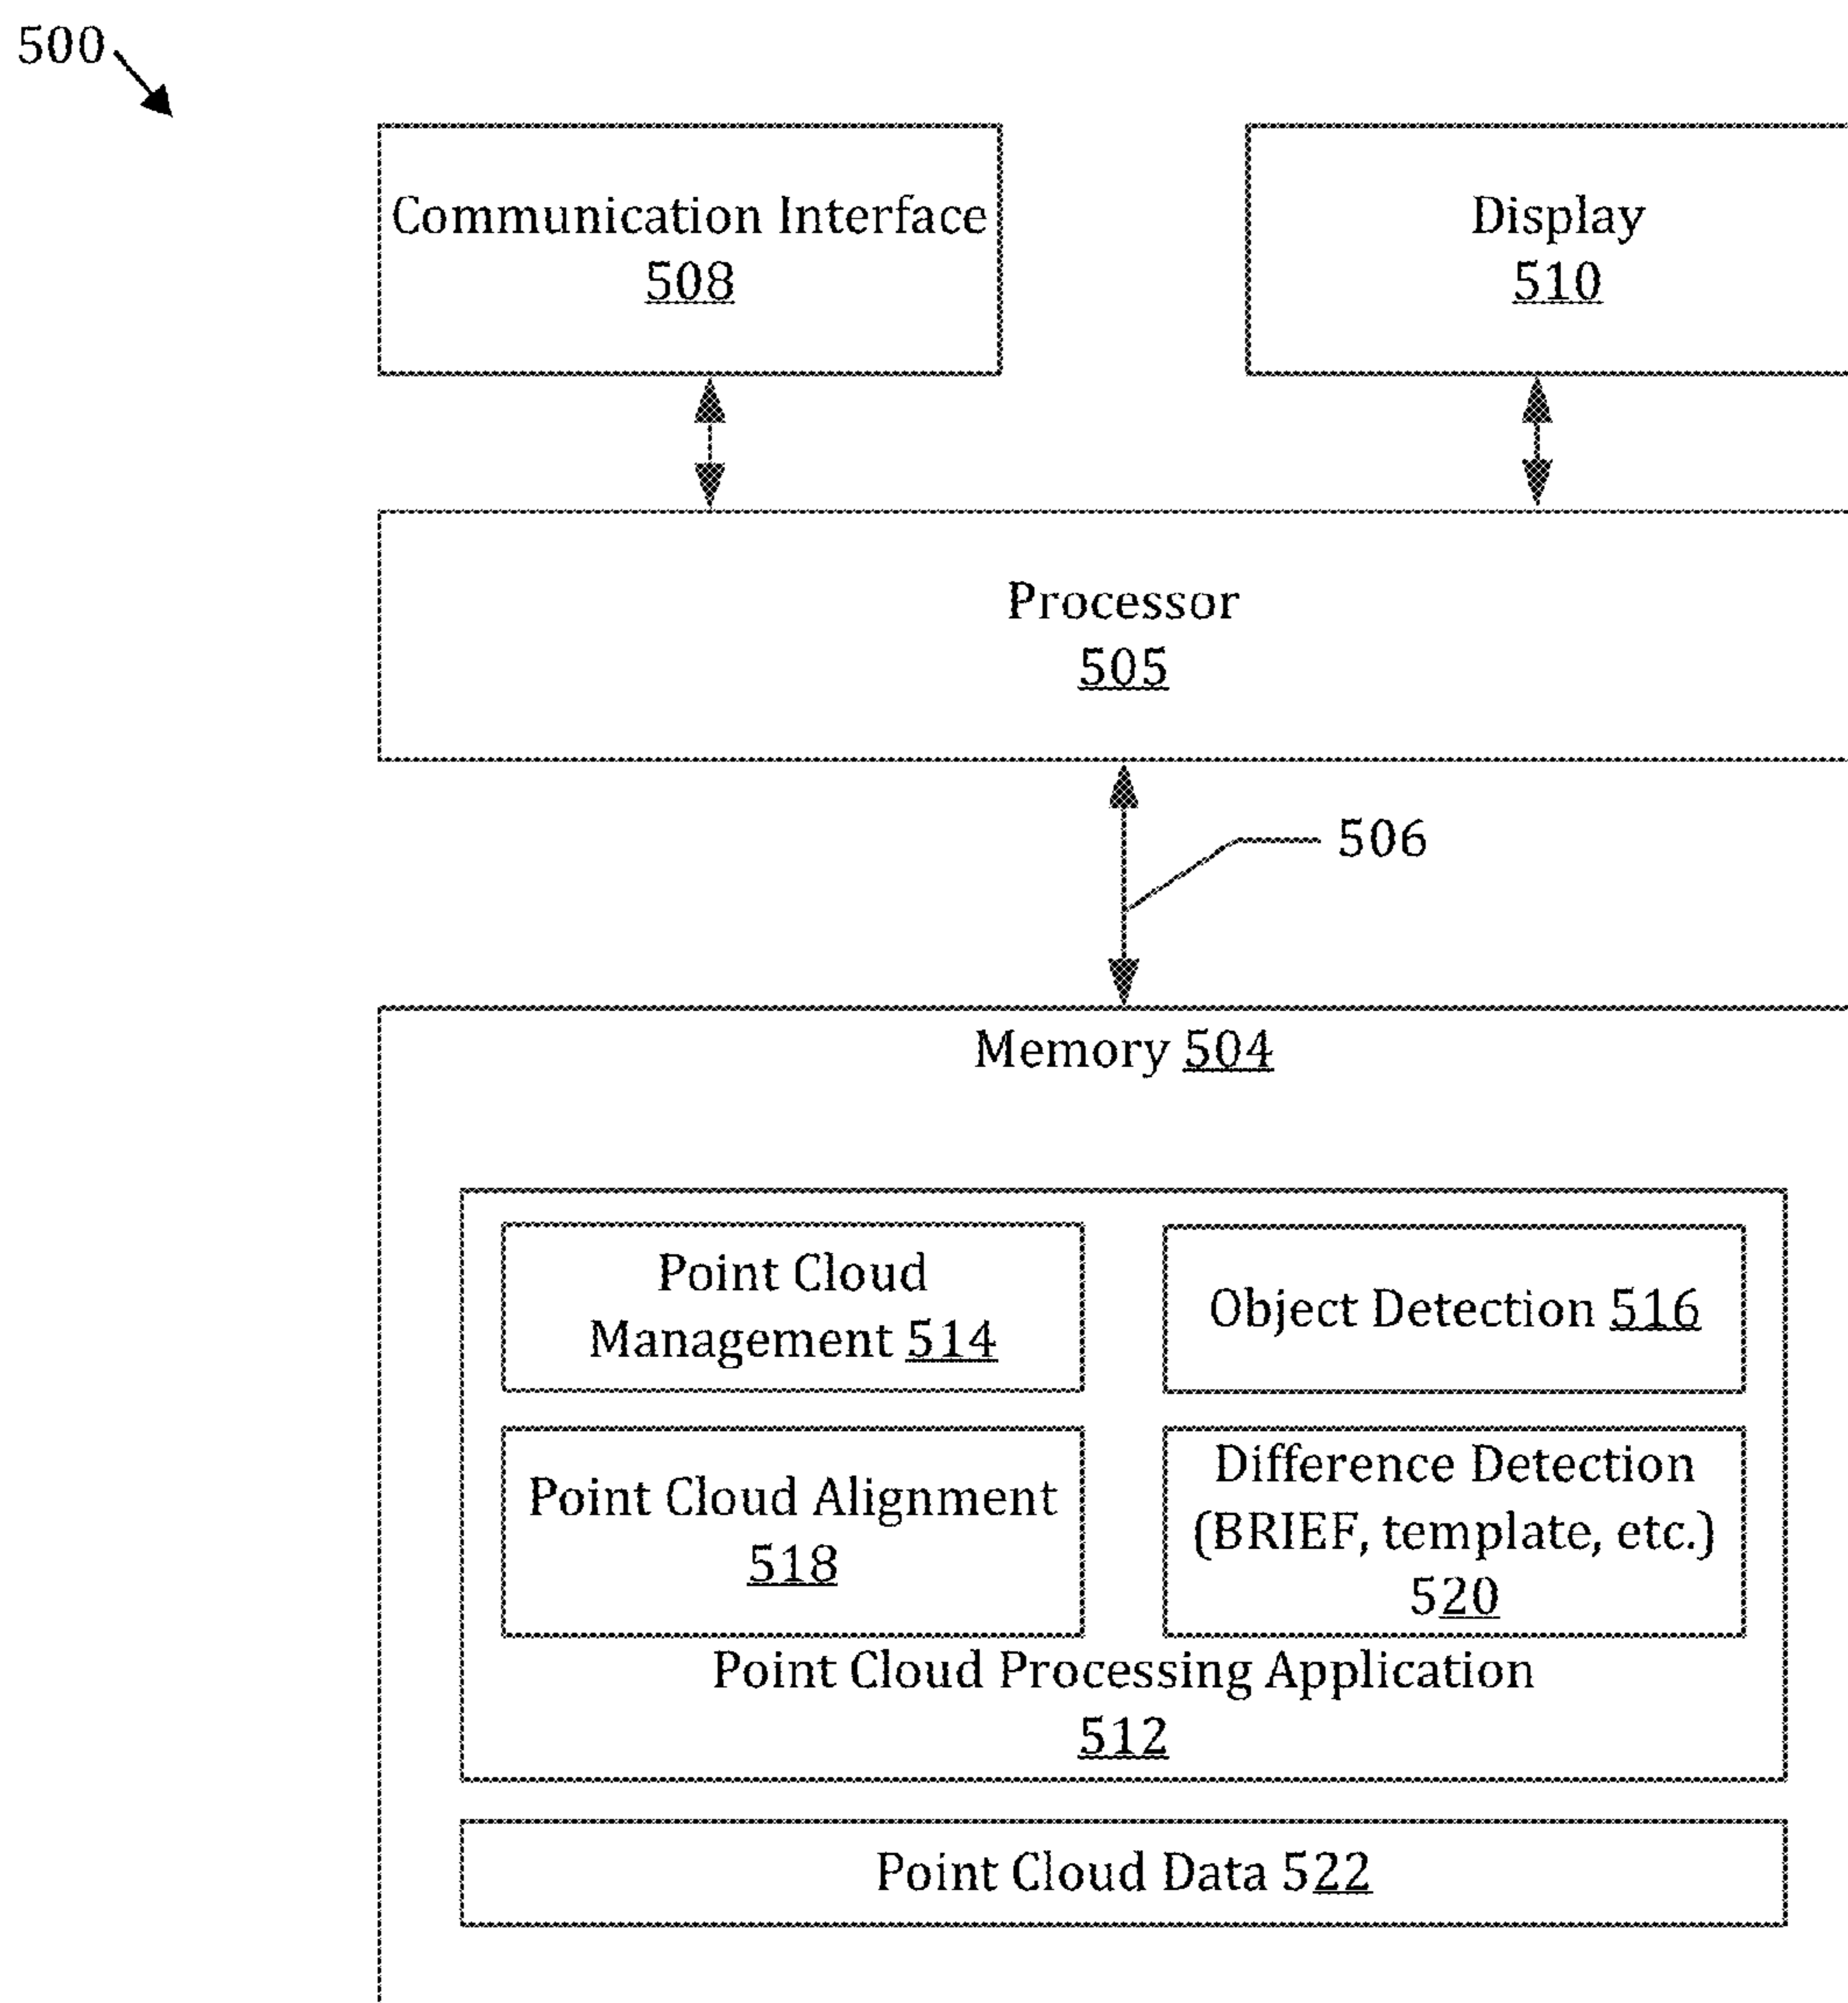 500
Communication Interface
508
Display
510
Processor
505
506
Memory 504
Point Cloud
Management 514
Object Detection 516
Point Cloud Alignment
518
Difference Detection
(BRIEF, template, etc.)
520
Point Cloud Processing Application
512
Point Cloud Data 522